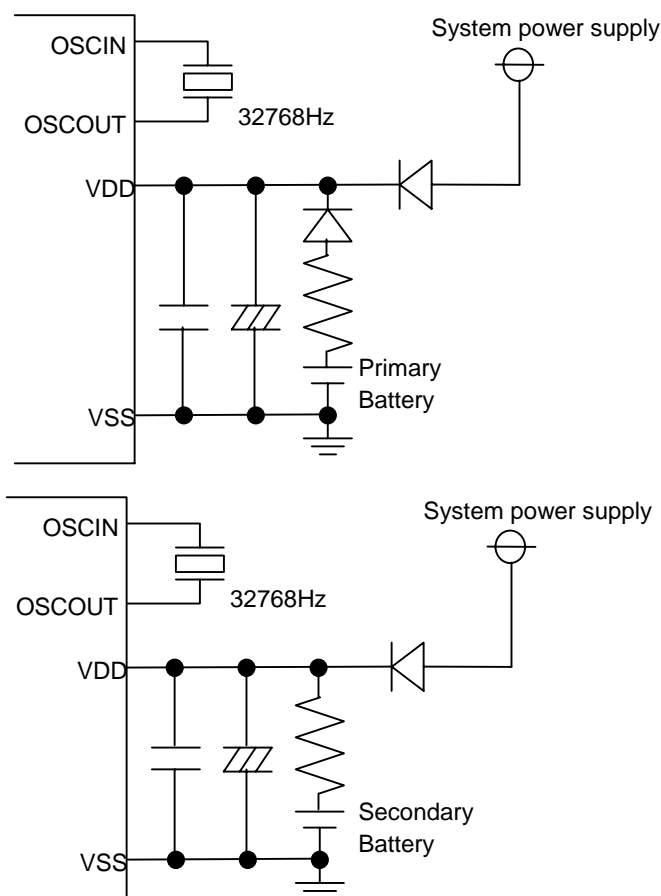 System power supply
OSCIN
OSCOUT
32768Hz
VDD
Primary
Battery
VSS
System power supply
OSCIN
OSCOUT
32768Hz
VDD
Secondary
Battery
VSS